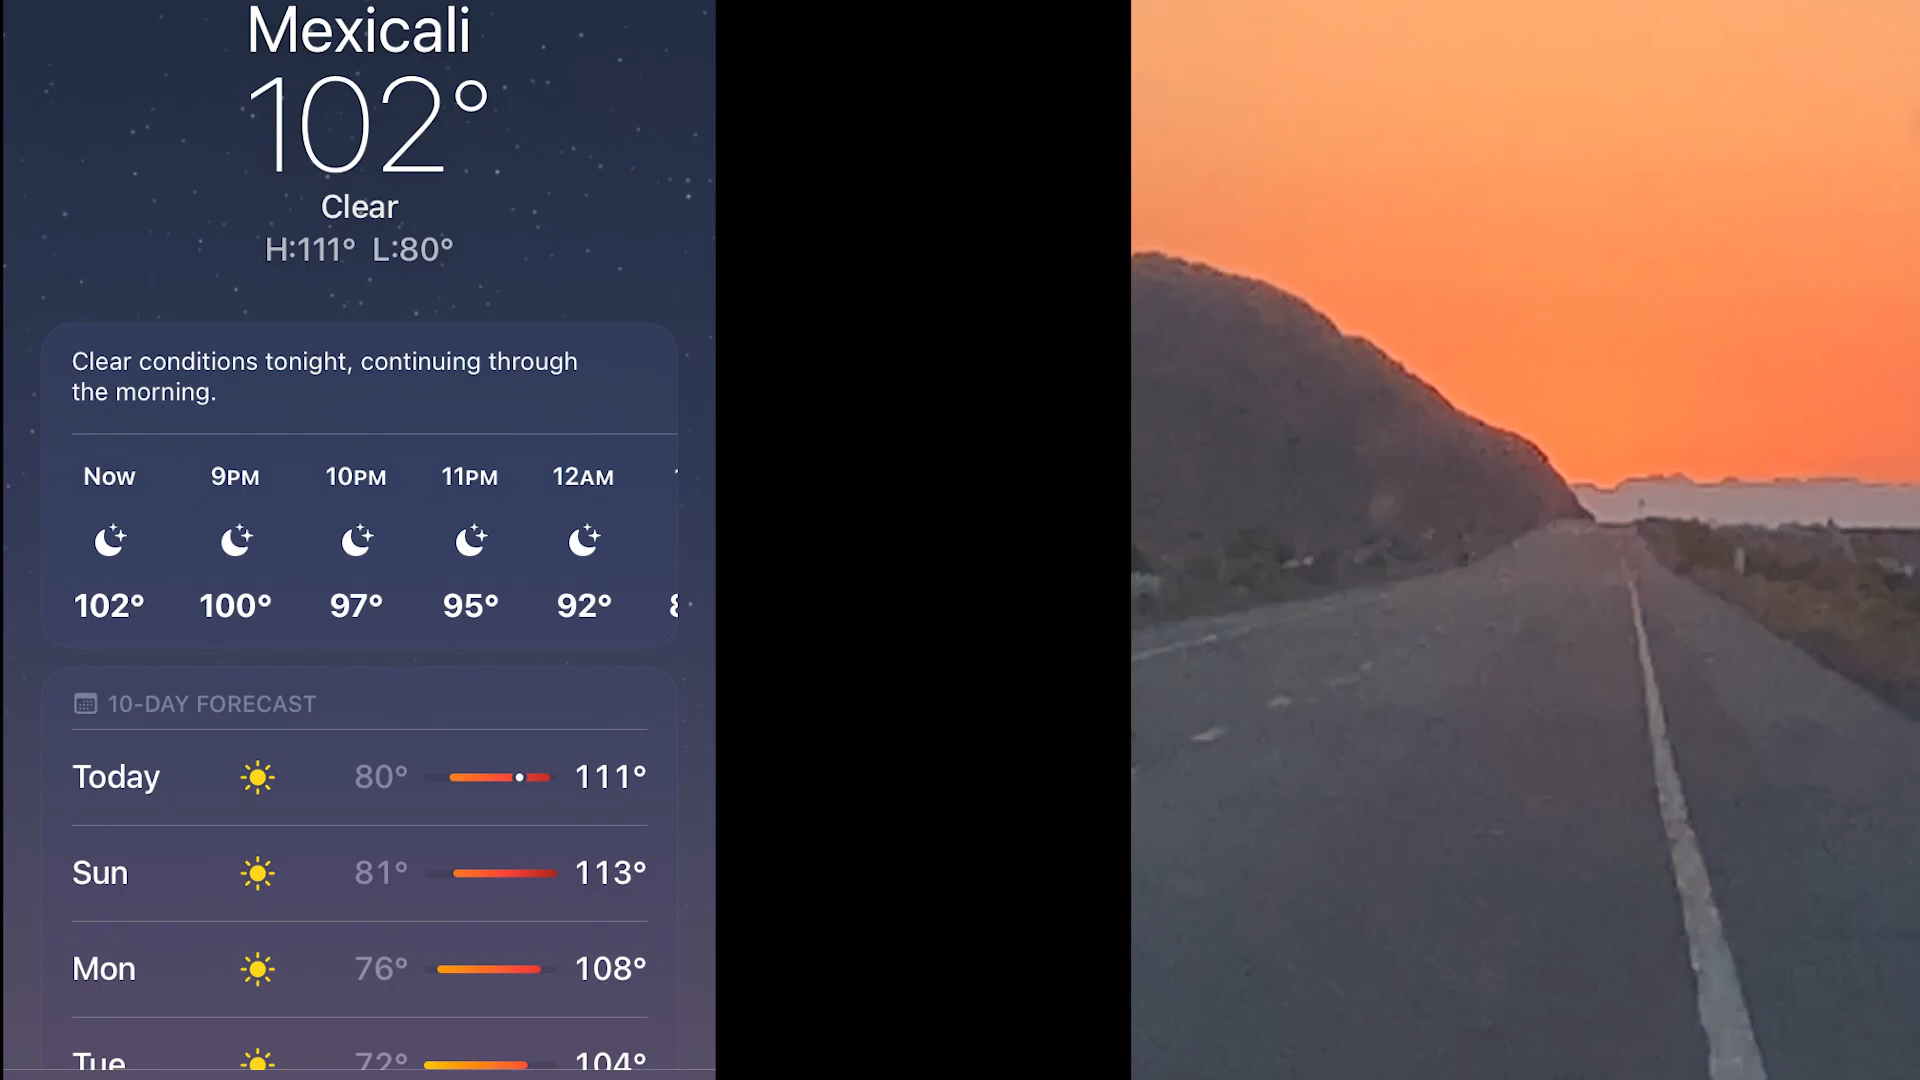 Mexicali
102°
Clear
H:111° L:80°
Clear conditions tonight, continuing through
the morning.
Now 9PM 10PM 11PM 12AM
102° 100° 97° 95° 92°
10-DAY FORECAST
Today 80° 111°
Sun 81° 113°
Mon 76° 108°
Tue 72° 104°